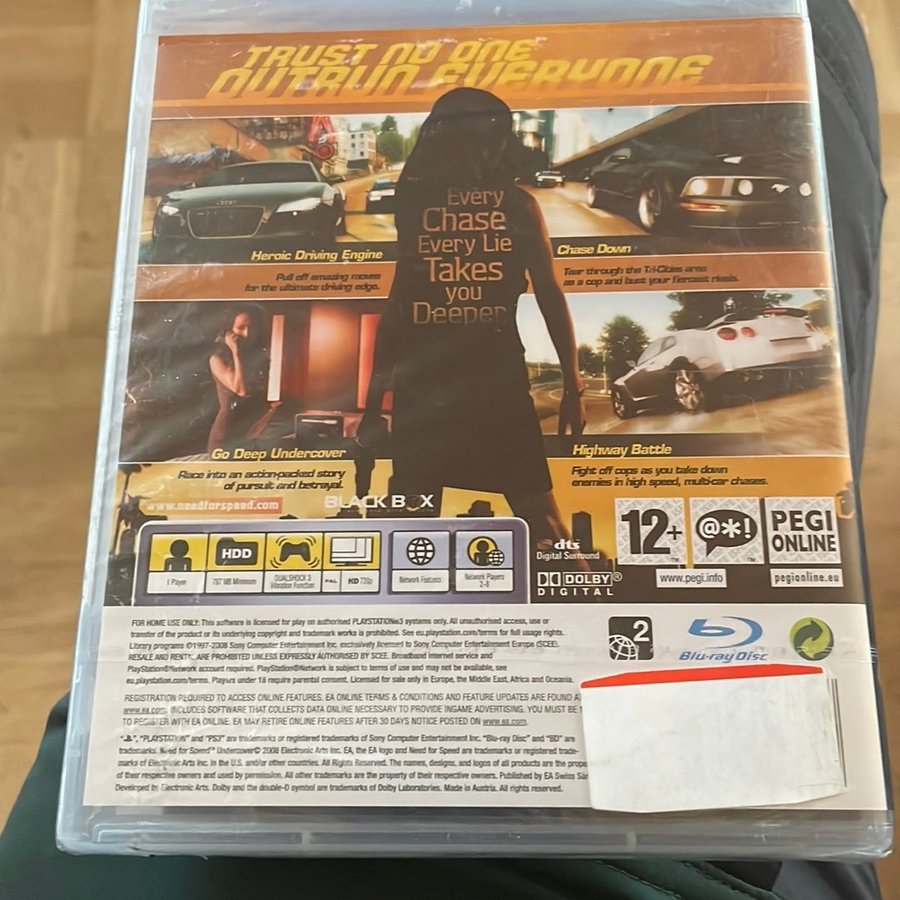 TRUST NO ONE
OUTRUN EVERYONE
Every
Chase
Every Lie
Takes
you
Deeper
Heroic Driving Engine
Pull off amazing moves
for the ultimate driving edge.
Chase Down
Tear through the Tri-Cities area
as a cop and bust your fiercest rivals.
Go Deep Undercover
Race into an action-packed story
of pursuit and betrayal.
Highway Battle
Fight off cops as you take down
enemies in high speed, multi-car chases.
www.needforspeed.com
BLACK BOX
1 Player
HDD
767 MB Minimum
DUALSHOCK 3
Vibration Function
PAL
HD 720p
Network Features
Network Players
2-8
dts
Digital Surround
DOLBY®
DIGITAL
12+
™
www.pegi.info
@*!
™
PEGI
ONLINE
pegionline.eu
FOR HOME USE ONLY: This software is licensed for play on authorised PLAYSTATION®3 systems only. All unauthorised access, use or
transfer of the product or its underlying copyright and trademark works is prohibited. See eu.playstation.com/terms for full usage rights.
Library programs ©1997-2008 Sony Computer Entertainment Inc. exclusively licensed to Sony Computer Entertainment Europe (SCEE).
RESALE AND RENTAL ARE PROHIBITED UNLESS EXPRESSLY AUTHORISED BY SCEE. Broadband internet service and
PlayStation®Network account required. PlayStation®Network is subject to terms of use and may not be available, see
eu.playstation.com/terms. Players under 18 require parental consent. Licensed for sale only in Europe, the Middle East, Africa and Oceania.
REGISTRATION REQUIRED TO ACCESS ONLINE FEATURES. EA ONLINE TERMS & CONDITIONS AND FEATURE UPDATES ARE FOUND AT
www.ea.com. INCLUDES SOFTWARE THAT COLLECTS DATA ONLINE NECESSARY TO PROVIDE INGAME ADVERTISING. YOU MUST BE 1
TO REGISTER WITH EA ONLINE. EA MAY RETIRE ONLINE FEATURES AFTER 30 DAYS NOTICE POSTED ON www.ea.com.
", "PLAYSTATION" and "PS3" are trademarks or registered trademarks of Sony Computer Entertainment Inc. "Blu-ray Disc" and "BD" are
trademarks. Need for Speed™ Undercover© 2008 Electronic Arts Inc. EA, the EA logo and Need for Speed are trademarks or registered trade-
marks of Electronic Arts Inc. in the U.S. and/or other countries. All Rights Reserved. The names, designs, and logos of all products are the prope
of their respective owners and used by permission. All other trademarks are the property of their respective owners. Published by EA Swiss Sà
Developed by Electronic Arts. Dolby and the double-D symbol are trademarks of Dolby Laboratories. Made in Austria. All rights reserved.
2
Blu-ray Disc